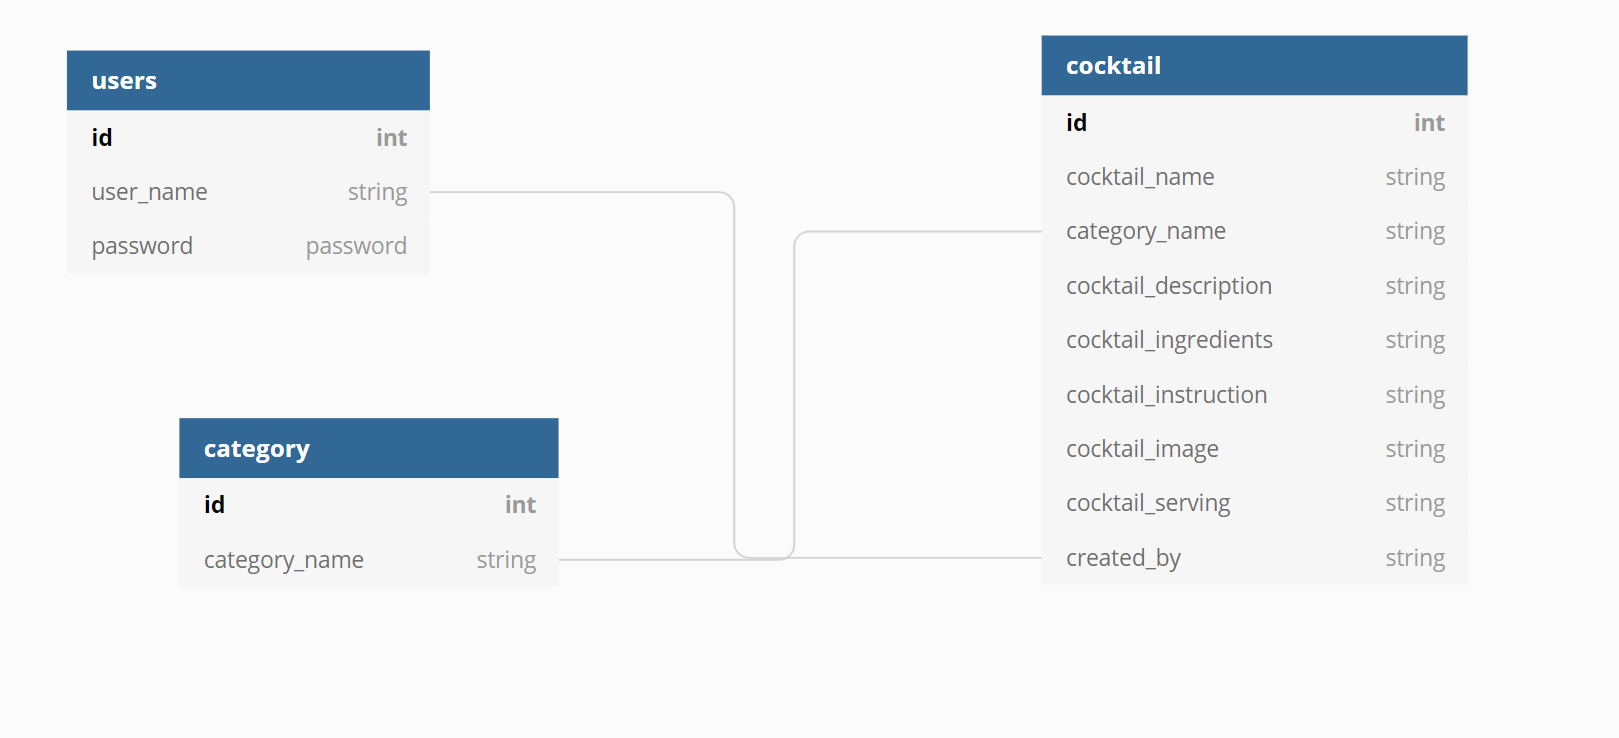 users
id int
user_name string
password password
category
id int
category_name string
cocktail
id int
cocktail_name string
category_name string
cocktail_description string
cocktail_ingredients string
cocktail_instruction string
cocktail_image string
cocktail_serving string
created_by string